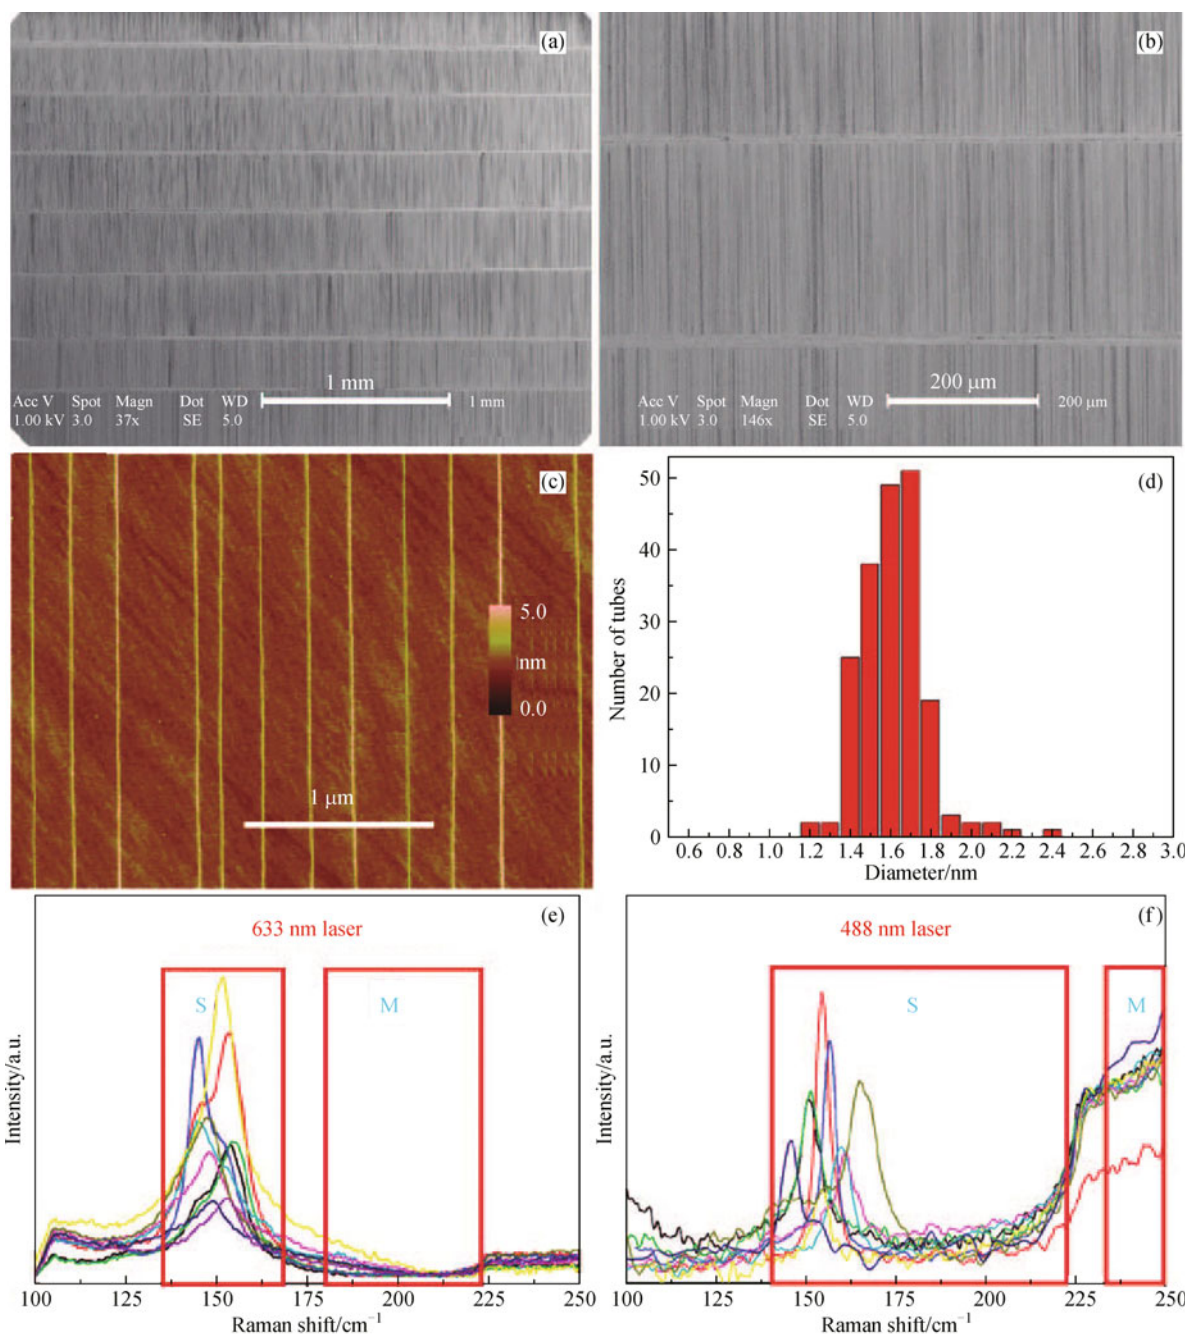 (a)
1 mm
Acc V Spot Magn Dot WD
1.00 kV 3.0 37x SE 5.0
1 mm
(b)
200 μm
Acc V Spot Magn Dot WD
1.00 kV 3.0 146x SE 5.0
200 μm
(c)
5.0
nm
0.0
1 μm
(d)
Number of tubes
50
40
30
20
10
0
0.6 0.8 1.0 1.2 1.4 1.6 1.8 2.0 2.2 2.4 2.6 2.8 3.0
Diameter/nm
(e)
633 nm laser
S
M
Intensity/a.u.
100 125 150 175 200 225 250
Raman shift/cm⁻¹
(f)
488 nm laser
S
M
Intensity/a.u.
100 125 150 175 200 225 250
Raman shift/cm⁻¹